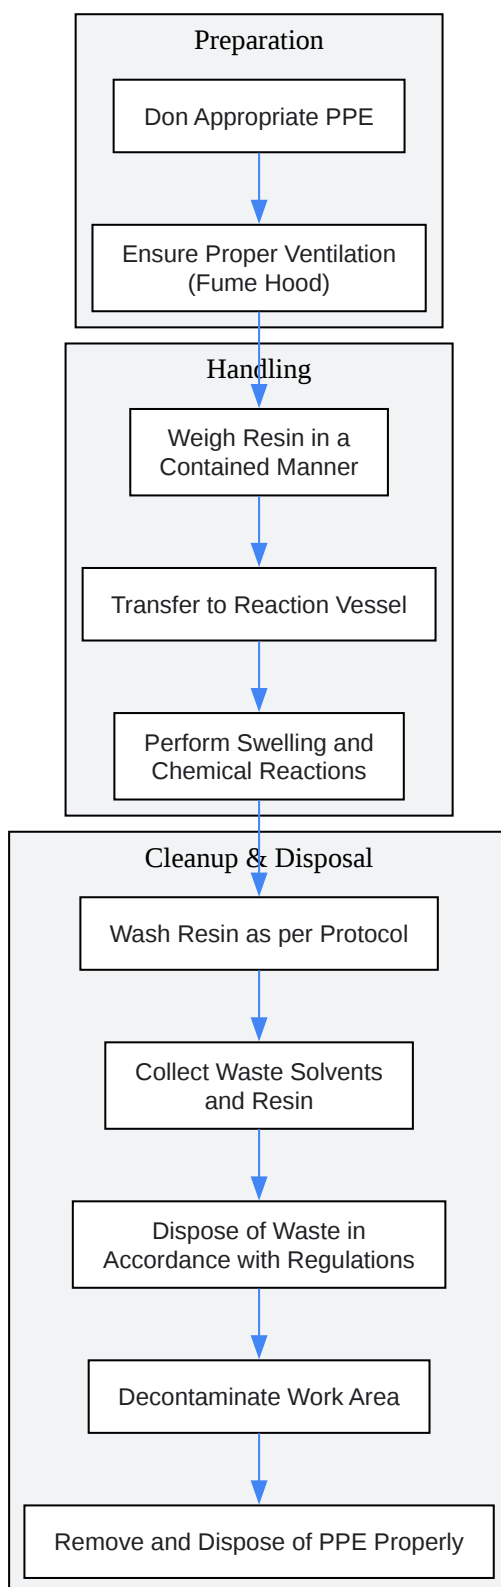 Preparation
Don Appropriate PPE
Ensure Proper Ventilation
(Fume Hood)
Handling
Weigh Resin in a
Contained Manner
Transfer to Reaction Vessel
Perform Swelling and
Chemical Reactions
Cleanup & Disposal
Wash Resin as per Protocol
Collect Waste Solvents
and Resin
Dispose of Waste in
Accordance with Regulations
Decontaminate Work Area
Remove and Dispose of PPE Properly